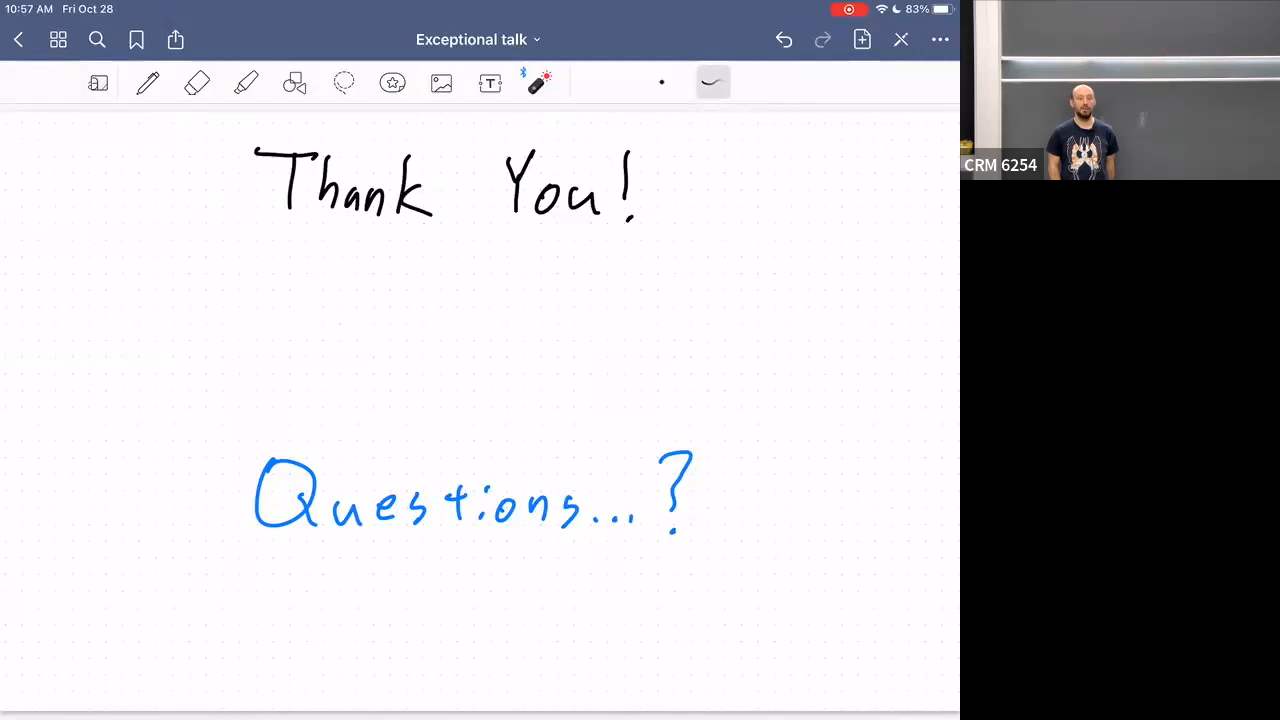 10:57 AM Fri Oct 28
83%
Exceptional talk
T
CRM 6254
Thank You!
Questions...?